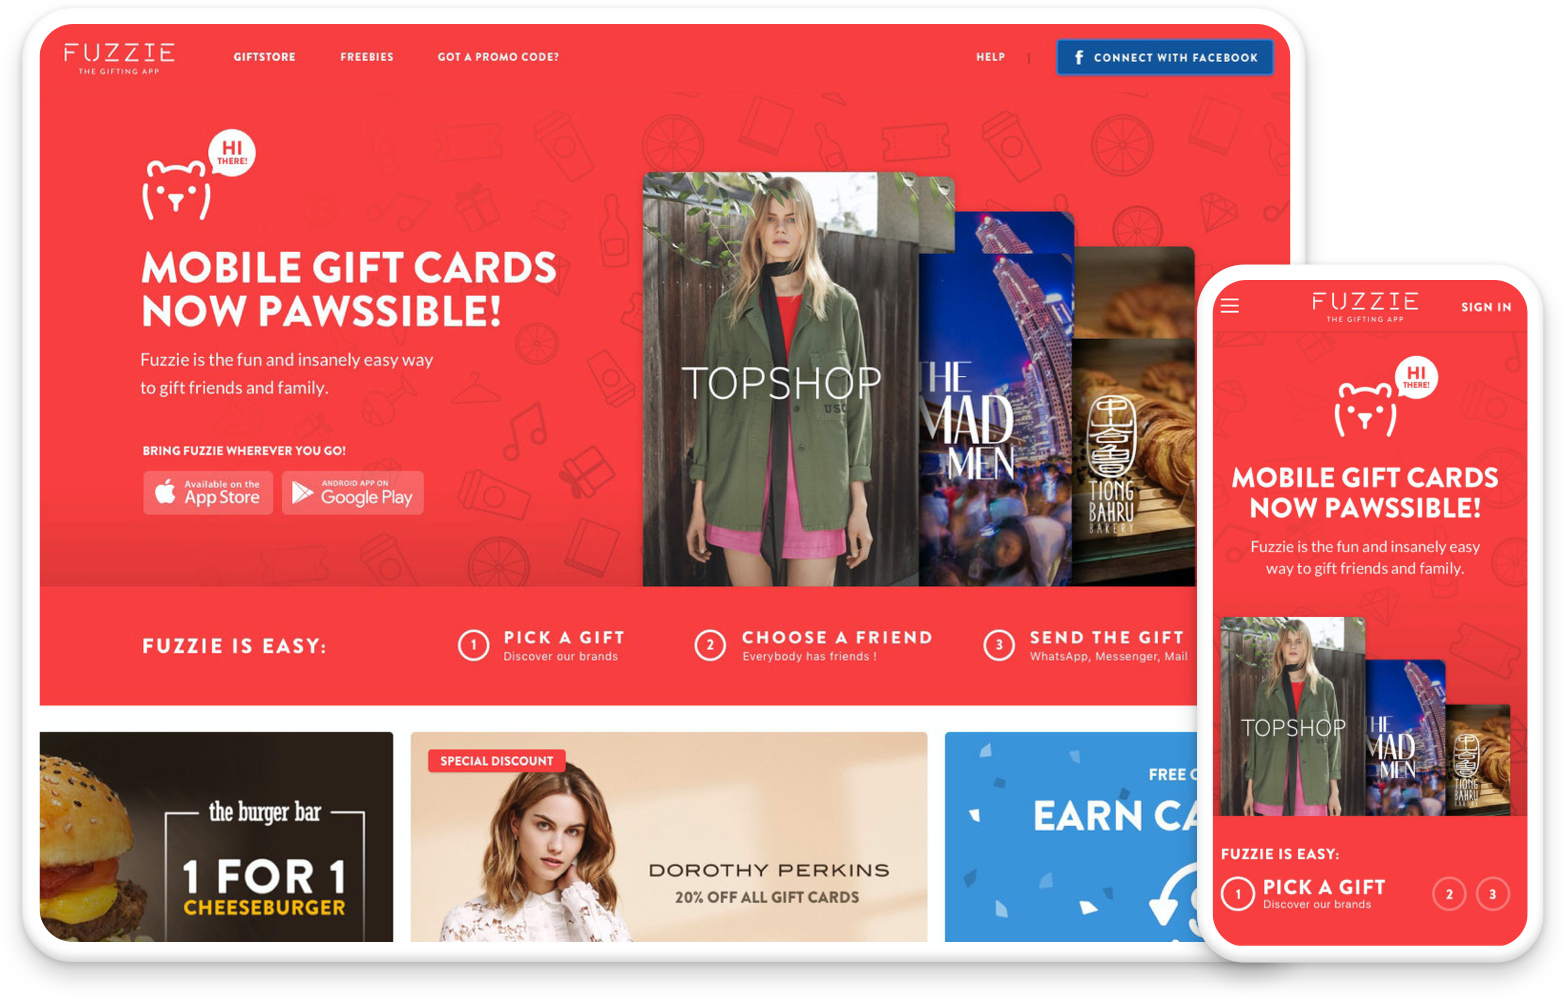 FUZZIE
THE GIFTING APP
GIFTSTORE
FREEBIES
GOT A PROMO CODE?
HELP
f CONNECT WITH FACEBOOK
HI
THERE!
MOBILE GIFT CARDS
NOW PAWSSIBLE!
Fuzzie is the fun and insanely easy way
to gift friends and family.
BRING FUZZIE WHEREVER YOU GO!
Available on the
App Store
ANDROID APP ON
Google Play
TOPSHOP
THE
MAD
MEN
TIONG
BAHRU
BAKERY
FUZZIE IS EASY:
1 PICK A GIFT
Discover our brands
2 CHOOSE A FRIEND
Everybody has friends !
3 SEND THE GIFT
WhatsApp, Messenger, Mail
the burger bar
1 FOR 1
CHEESEBURGER
SPECIAL DISCOUNT
DOROTHY PERKINS
20% OFF ALL GIFT CARDS
FREE
EARN
FUZZIE
THE GIFTING APP
SIGN IN
HI
THERE!
MOBILE GIFT CARDS
NOW PAWSSIBLE!
Fuzzie is the fun and insanely easy
way to gift friends and family.
TOPSHOP
THE
MAD
MEN
TIONG
BAHRU
BAKERY
FUZZIE IS EASY:
1 PICK A GIFT
Discover our brands
2 3